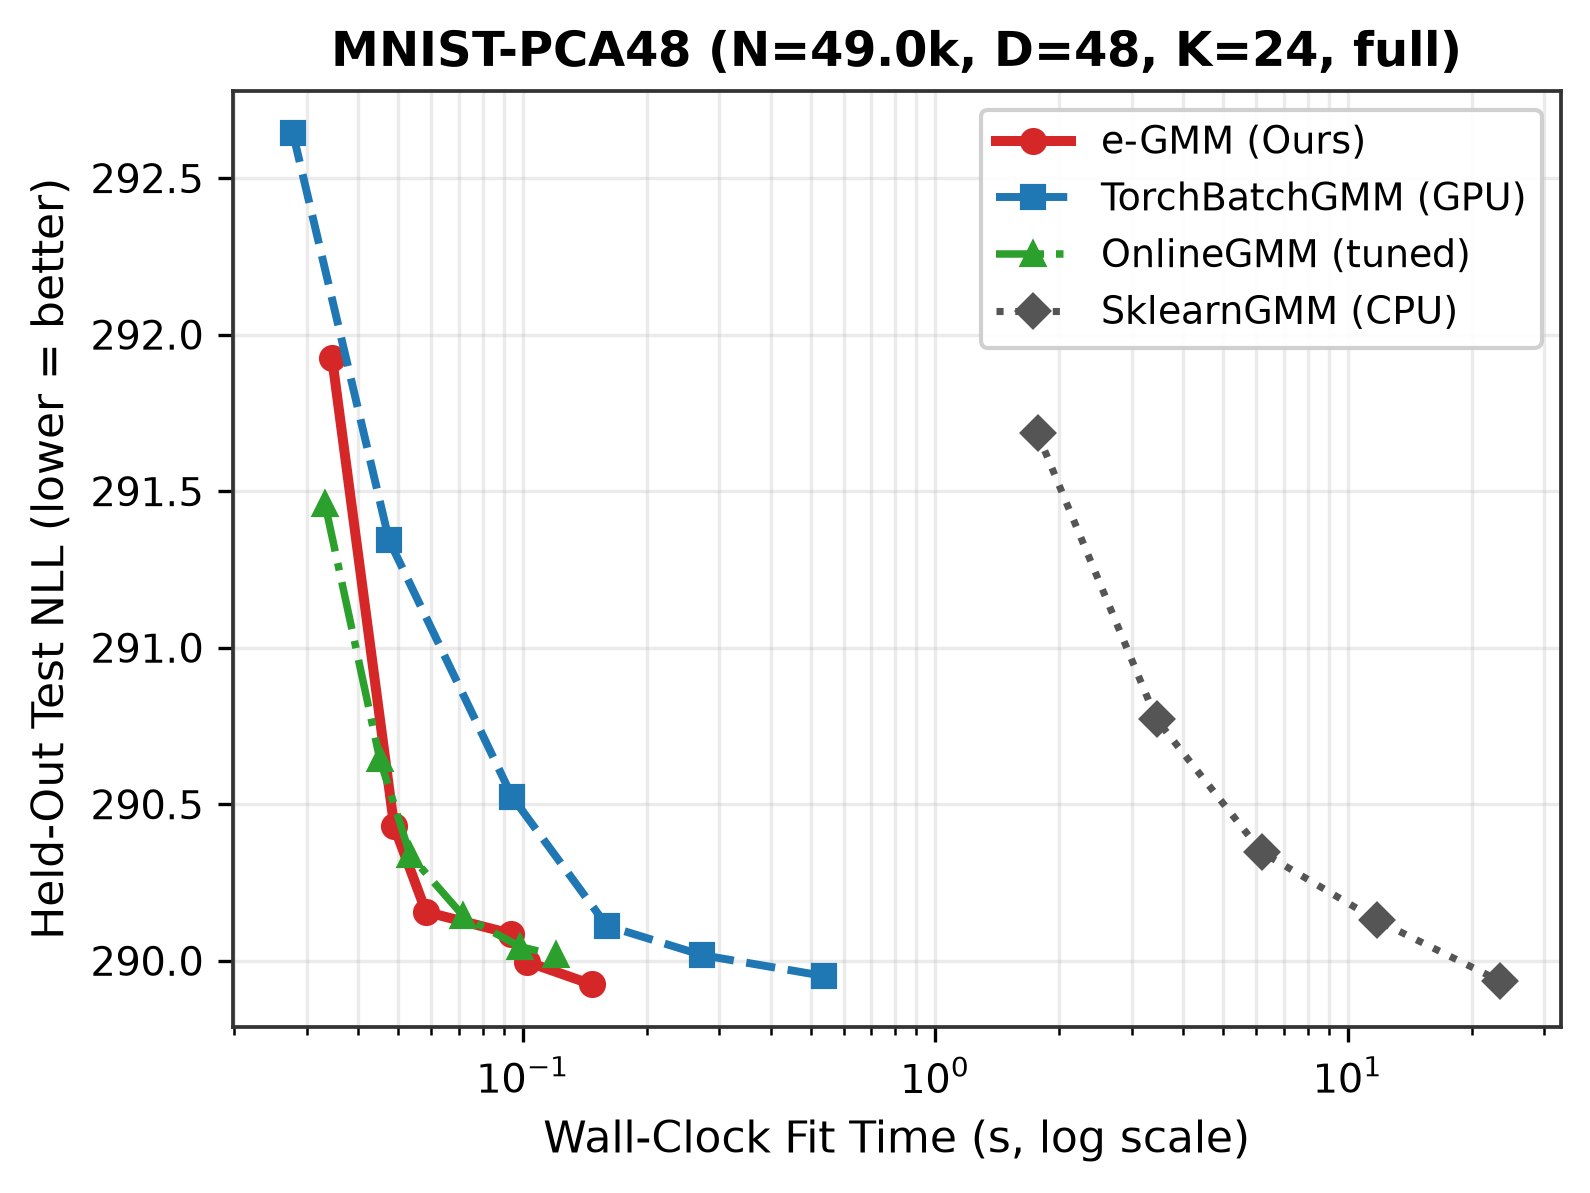 MNIST-PCA48 (N=49.0k, D=48, K=24, full)
e-GMM (Ours)
TorchBatchGMM (GPU)
OnlineGMM (tuned)
SklearnGMM (CPU)
Held-Out Test NLL (lower = better)
292.5
292.0
291.5
291.0
290.5
290.0
10⁻¹ 10⁰ 10¹
Wall-Clock Fit Time (s, log scale)